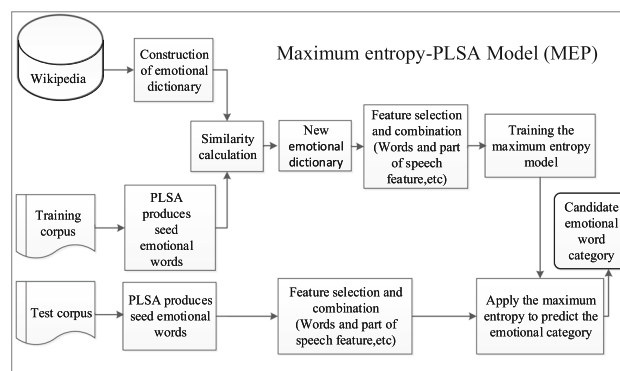 Maximum entropy-PLSA Model (MEP)
Wikipedia
Construction
of emotional
dictionary
Similarity
calculation
New
emotional
dictionary
Feature selection
and combination
(Words and part
of speech
feature,etc)
Training the
maximum entropy
model
Training
corpus
PLSA
produces
seed
emotional
words
Candidate
emotional
word
category
Test corpus
PLSA produces
seed emotional
words
Feature selection and
combination
(Words and part of
speech feature,etc)
Apply the maximum
entropy to predict the
emotional category